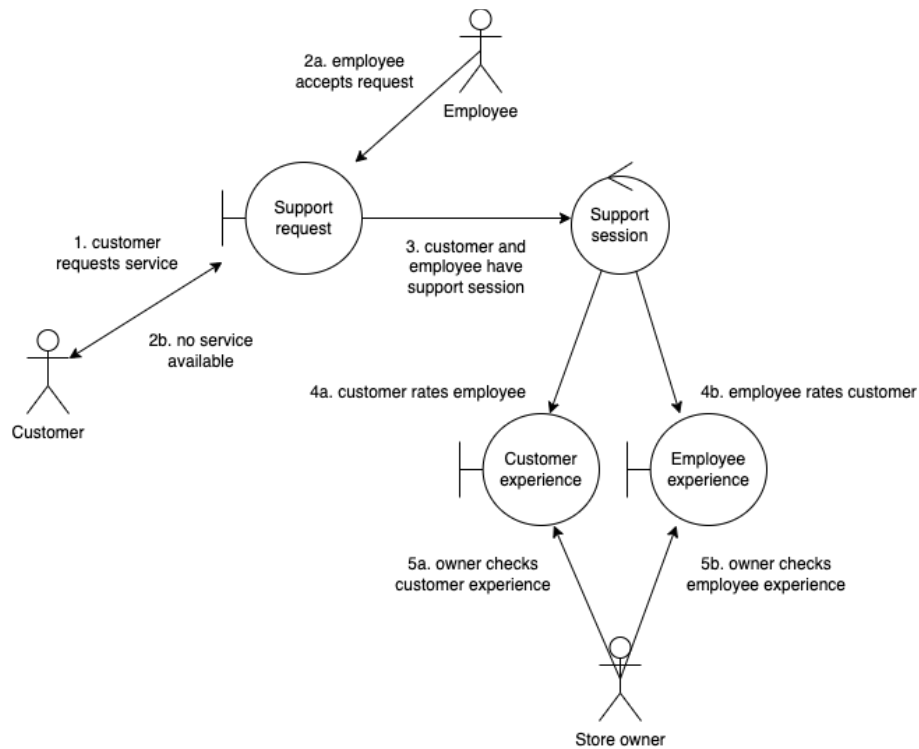 2a. employee
accepts request
Employee
Support
request
Support
session
1. customer
requests service
3. customer and
employee have
support session
2b. no service
available
Customer
4a. customer rates employee
4b. employee rates customer
Customer
experience
Employee
experience
5a. owner checks
customer experience
5b. owner checks
employee experience
Store owner